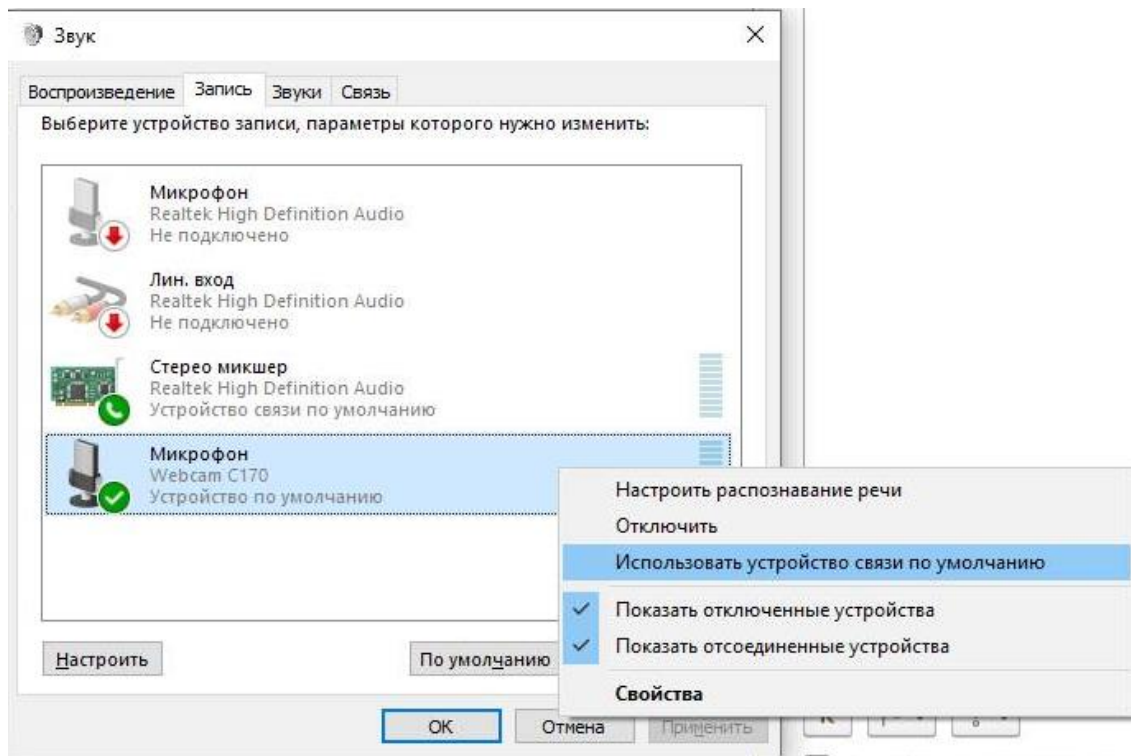 Звук
Воспроизведение Запись Звуки Связь
Выберите устройство записи, параметры которого нужно изменить:
Микрофон
Realtek High Definition Audio
Не подключено
Лин. вход
Realtek High Definition Audio
Не подключено
Стерео микшер
Realtek High Definition Audio
Устройство связи по умолчанию
Микрофон
Webcam C170
Устройство по умолчанию
Настроить распознавание речи
Отключить
Использовать устройство связи по умолчанию
Показать отключенные устройства
Показать отсоединенные устройства
Свойства
Настроить
По умолчанию
ОК Отмена Применить